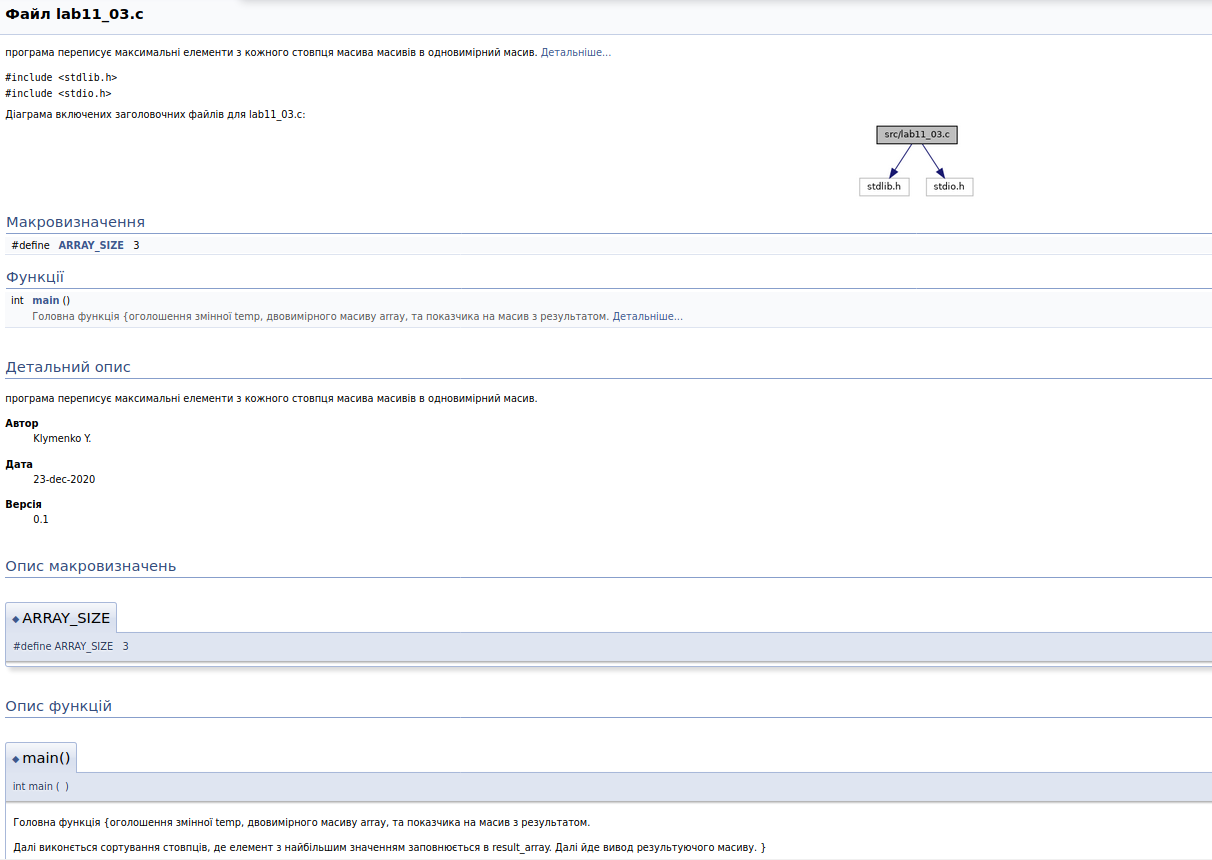 Файл lab11_03.c
програма переписує максимальні елементи з кожного стовпця масива масивів в одновимірний масив. Детальніше...
#include <stdlib.h>
#include <stdio.h>
Діаграма включених заголовочних файлів для lab11_03.c:
src/lab11_03.c
stdlib.h stdio.h
Макровизначення
#define ARRAY_SIZE 3
Функції
int main ()
Головна функція {оголошення змінної temp, двовимірного масиву array, та показчика на масив з результатом. Детальніше...
Детальний опис
програма переписує максимальні елементи з кожного стовпця масива масивів в одновимірний масив.
Автор
Klymenko Y.
Дата
23-dec-2020
Версія
0.1
Опис макровизначень
◆ ARRAY_SIZE
#define ARRAY_SIZE 3
Опис функцій
◆ main()
int main ( )
Головна функція {оголошення змінної temp, двовимірного масиву array, та показчика на масив з результатом.
Далі виконється сортування стовпців, де елемент з найбільшим значенням заповнюється в result_array. Далі йде вивод результуючого масиву. }